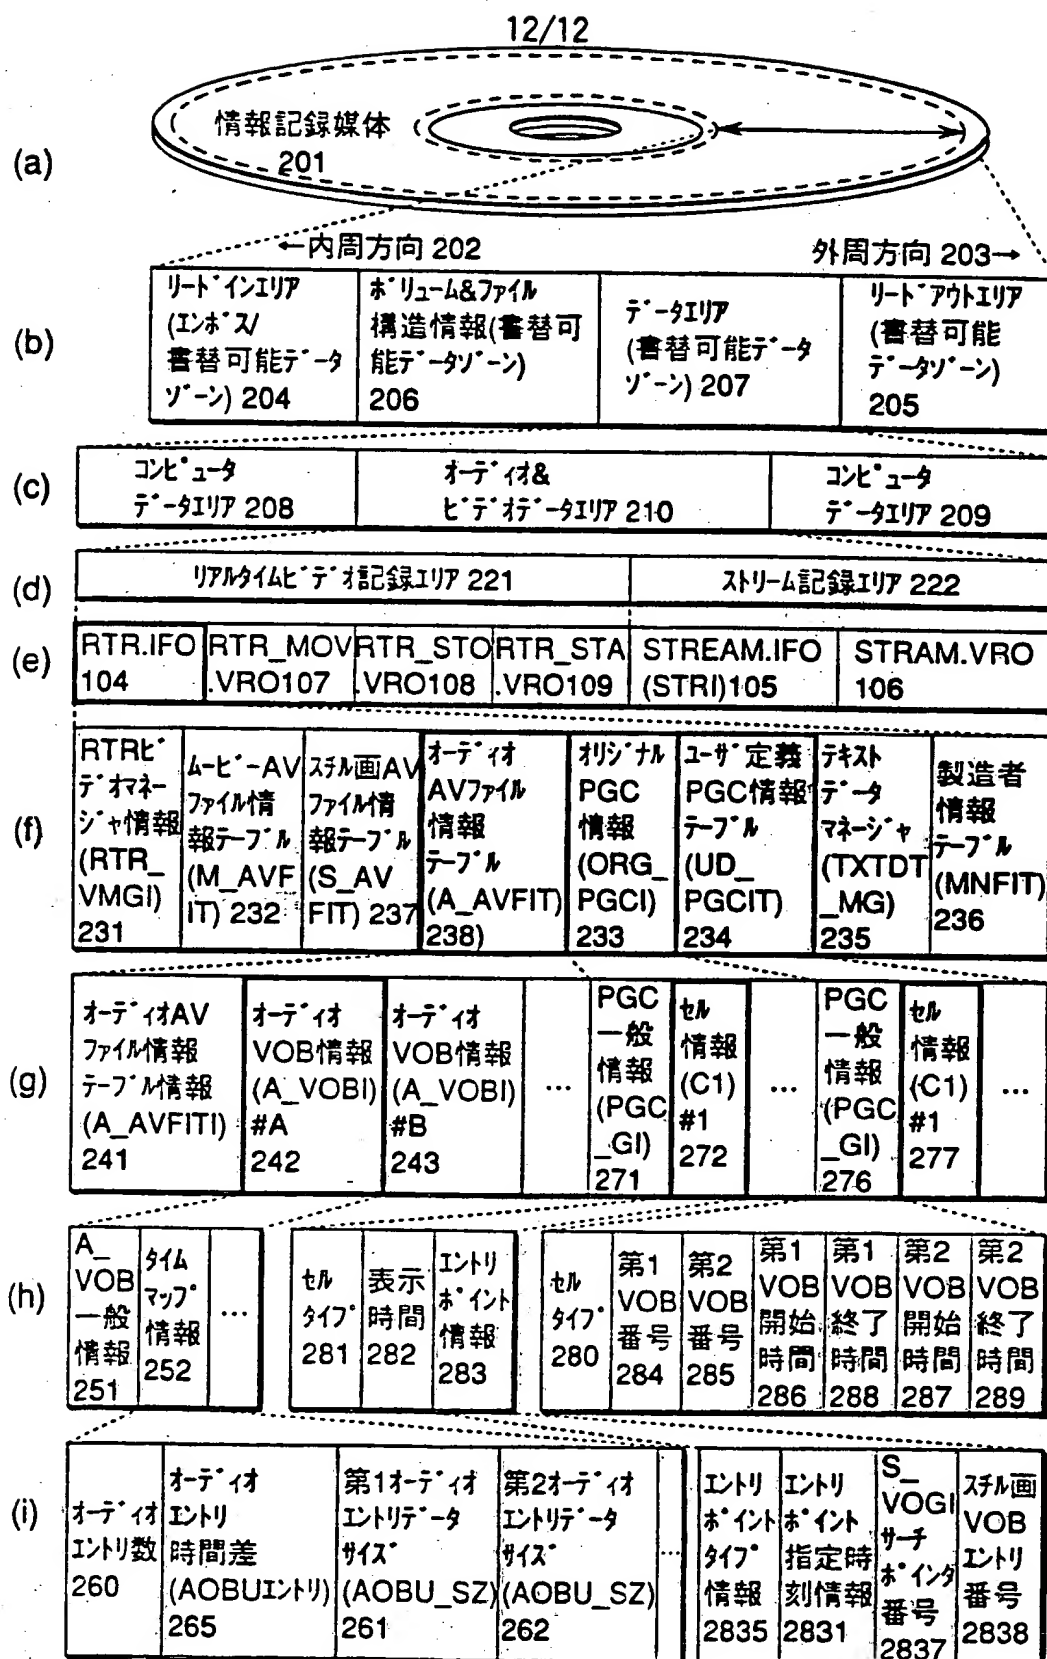 12/12
(a)
情報記録媒体
201
←内周方向 202
外周方向 203→
(b)
リードインエリア
(エンボス/
書替可能データ
ゾーン) 204
ボリューム&ファイル
構造情報(書替可
能データゾーン)
206
データエリア
(書替可能データ
ゾーン) 207
リードアウトエリア
(書替可能
データゾーン)
205
(c)
コンピュータ
データエリア 208
オーディオ&
ビデオデータエリア 210
コンピュータ
データエリア 209
(d)
リアルタイムビデオ記録エリア 221
ストリーム記録エリア 222
(e)
RTR.IFO
104
RTR_MOV
.VRO107
RTR_STO
.VRO108
RTR_STA
.VRO109
STREAM.IFO
(STRI)105
STRAM.VRO
106
(f)
RTRビ
デオマネー
ジャ情報
(RTR_
VMGI)
231
ムービーAV
ファイル情
報テーブル
(M_AVF
IT) 232
スチル画AV
ファイル情
報テーブル
(S_AV
FIT) 237
オーディオ
AVファイル
情報
テーブル
(A_AVFIT)
238)
オリジナル
PGC
情報
(ORG_
PGCI)
233
ユーザ定義
PGC情報
テーブル
(UD_
PGCIT)
234
テキスト
データ
マネージャ
(TXTDT
_MG)
235
製造者
情報
テーブル
(MNFIT)
236
(g)
オーディオAV
ファイル情報
テーブル情報
(A_AVFITI)
241
オーディオ
VOB情報
(A_VOBI)
#A
242
オーディオ
VOB情報
(A_VOBI)
#B
243
...
PGC
一般
情報
(PGC
_GI)
271
セル
情報
(C1)
#1
272
...
PGC
一般
情報
(PGC
_GI)
276
セル
情報
(C1)
#1
277
...
(h)
A_
VOB
一般
情報
251
タイム
マップ
情報
252
...
セル
タイプ
281
表示
時間
282
エントリ
ポイント
情報
283
セル
タイプ
280
第1
VOB
番号
284
第2
VOB
番号
285
第1
VOB
開始
時間
286
第1
VOB
終了
時間
288
第2
VOB
開始
時間
287
第2
VOB
終了
時間
289
(i)
オーディオ
エントリ数
260
オーディオ
エントリ
時間差
(AOBUエントリ)
265
第1オーディオ
エントリデータ
サイズ
(AOBU_SZ)
261
第2オーディオ
エントリデータ
サイズ
(AOBU_SZ)
262
...
エントリ
ポイント
タイプ
情報
2835
エントリ
ポイント
指定時
刻情報
2831
S_
VOGI
サーチ
ポインタ
番号
2837
スチル画
VOB
エントリ
番号
2838